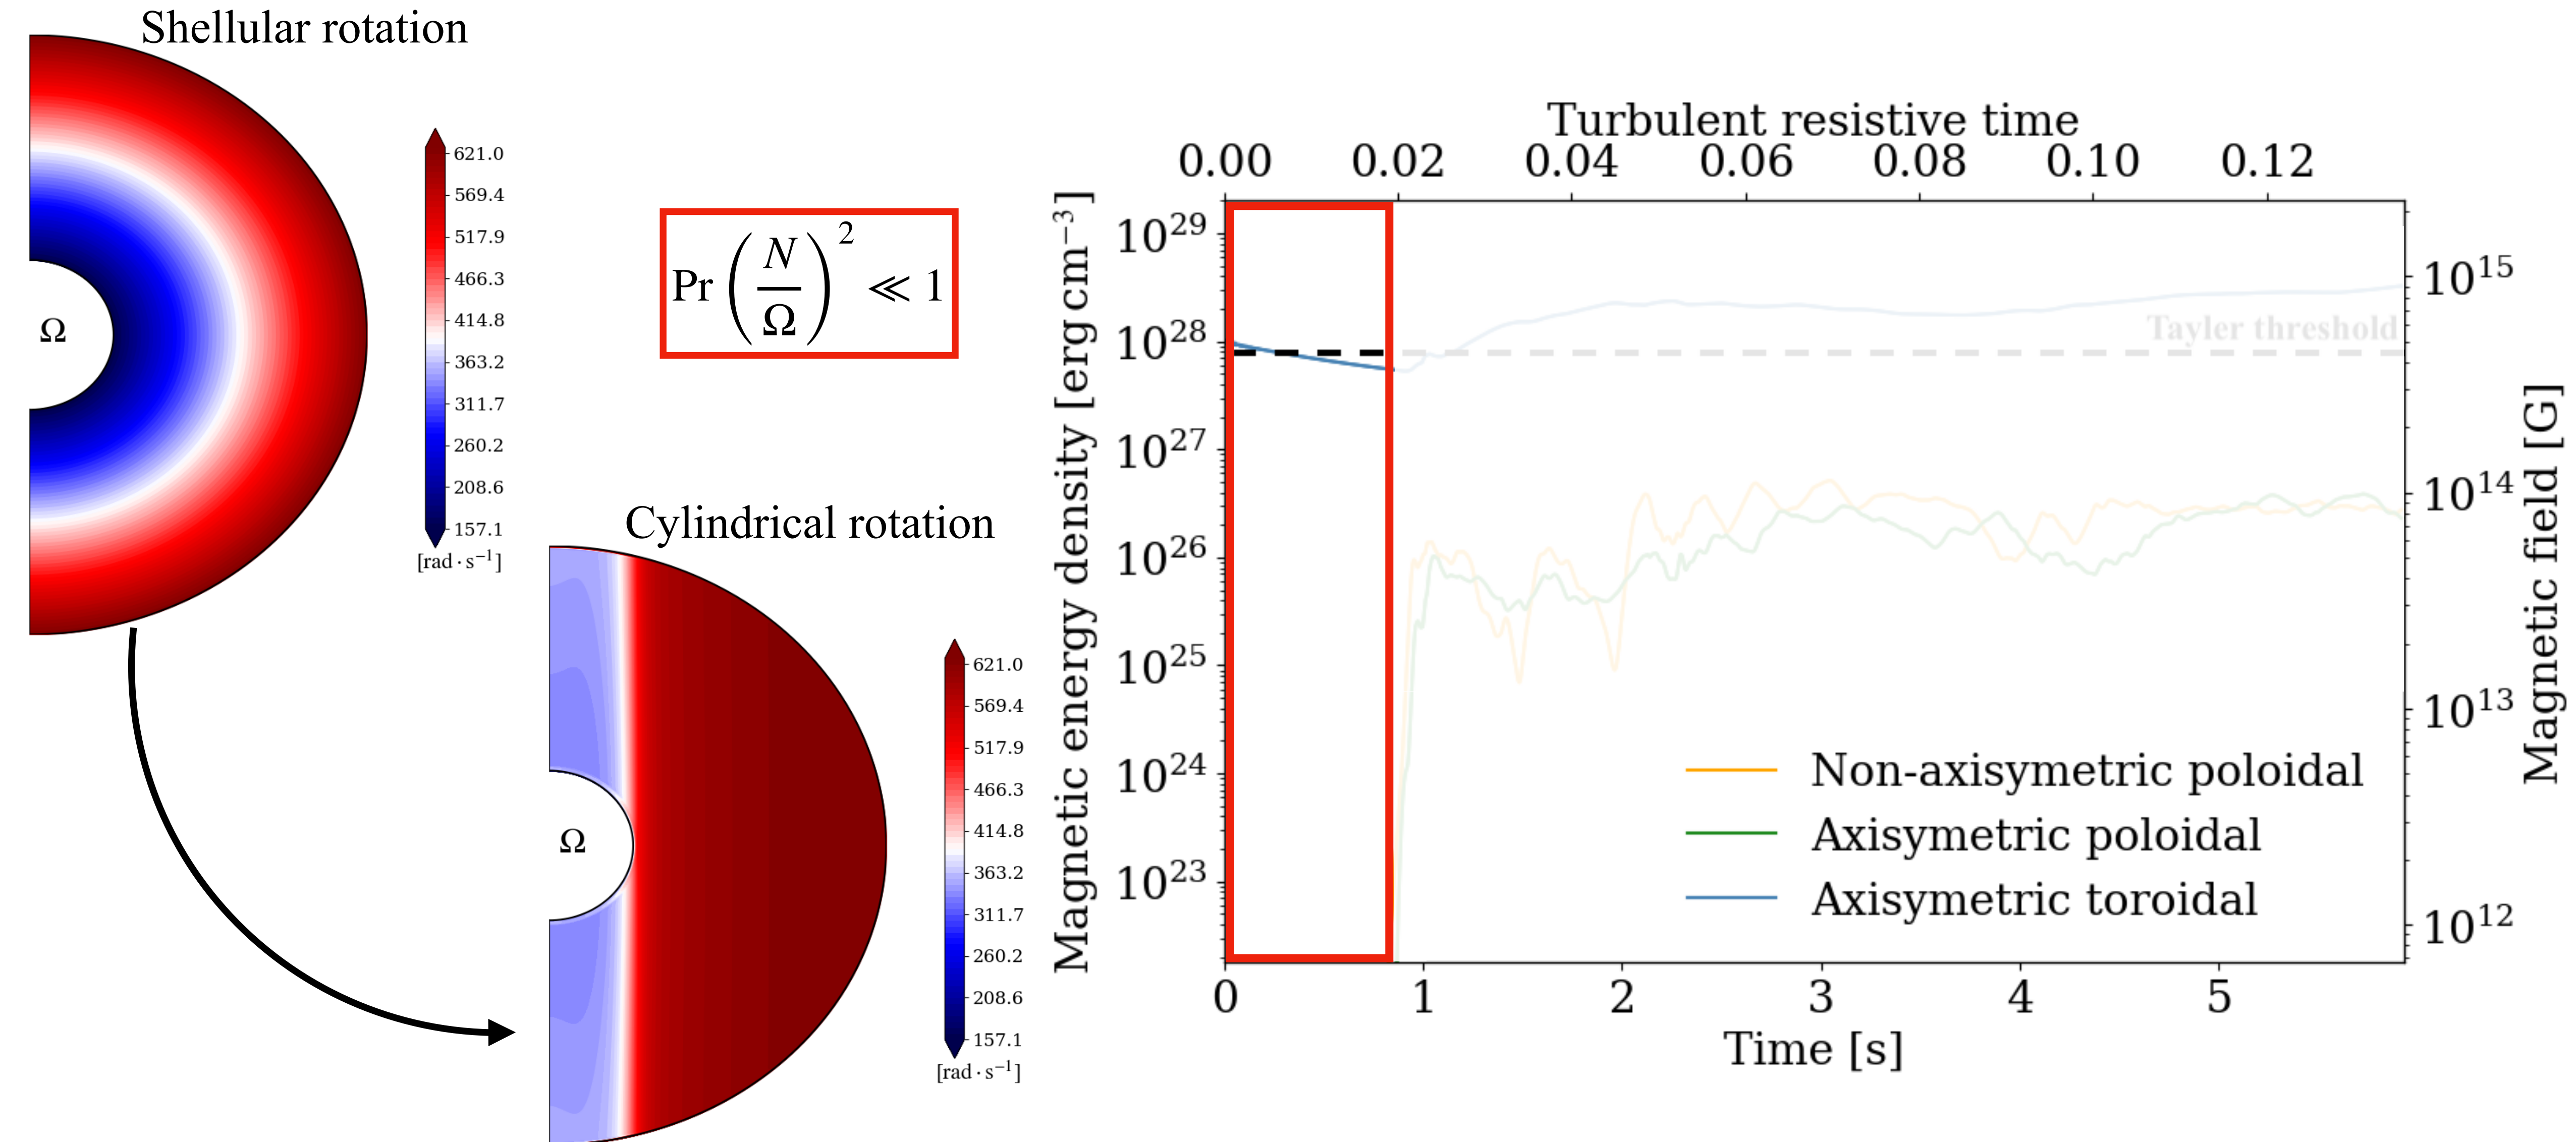 Shellular rotation
621.0
569.4
517.9
466.3
414.8
363.2
311.7
260.2
208.6
157.1
[rad · s⁻¹]
Ω
Pr (N/Ω)² ≪ 1
Cylindrical rotation
621.0
569.4
517.9
466.3
414.8
363.2
311.7
260.2
208.6
157.1
[rad · s⁻¹]
Ω
Turbulent resistive time
0.00 0.02 0.04 0.06 0.08 0.10 0.12
Magnetic energy density [erg cm⁻³]
10²⁹
10²⁸
10²⁷
10²⁶
10²⁵
10²⁴
10²³
Tayler threshold
Non-axisymetric poloidal
Axisymetric poloidal
Axisymetric toroidal
10¹⁵
10¹⁴
10¹³
10¹²
Magnetic field [G]
0 1 2 3 4 5
Time [s]